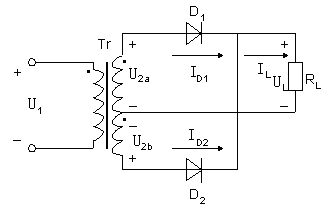 D1
+
Tr
+
+
+
U2a
ID1
IL
UL
RL
U1
−
−
−
U2b
ID2
−
+
D2